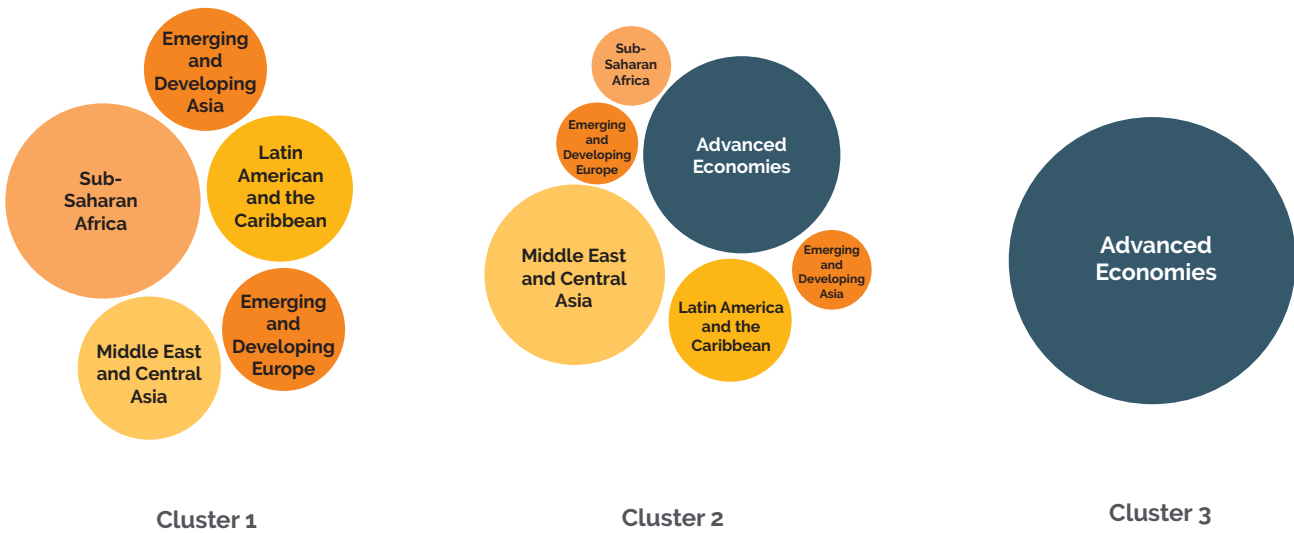 Emerging
and
Developing
Asia
Sub-
Saharan
Africa
Latin
American
and the
Caribbean
Emerging
and
Developing
Europe
Middle East
and Central
Asia
Cluster 1
Sub-
Saharan
Africa
Emerging
and
Developing
Europe
Advanced
Economies
Middle East
and Central
Asia
Emerging
and
Developing
Asia
Latin America
and the
Caribbean
Cluster 2
Advanced
Economies
Cluster 3